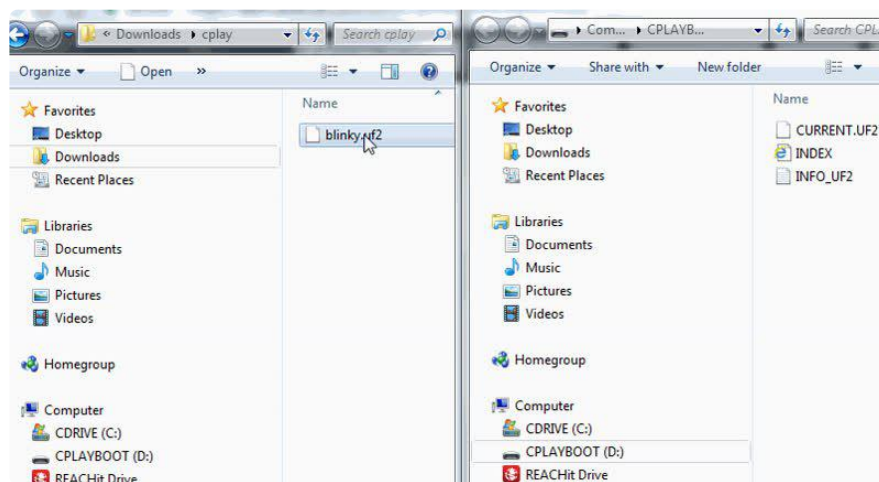 « Downloads ▸ cplay
Search cplay
Organize ▾
Open
»
Favorites
Desktop
Downloads
Recent Places
Libraries
Documents
Music
Pictures
Videos
Homegroup
Computer
CDRIVE (C:)
CPLAYBOOT (D:)
REACHit Drive
Name
blinky.uf2
▸ Com... ▸ CPLAYB...
Search CPL
Organize ▾
Share with ▾
New folder
Favorites
Desktop
Downloads
Recent Places
Libraries
Documents
Music
Pictures
Videos
Homegroup
Computer
CDRIVE (C:)
CPLAYBOOT (D:)
REACHit Drive
Name
CURRENT.UF2
INDEX
INFO_UF2